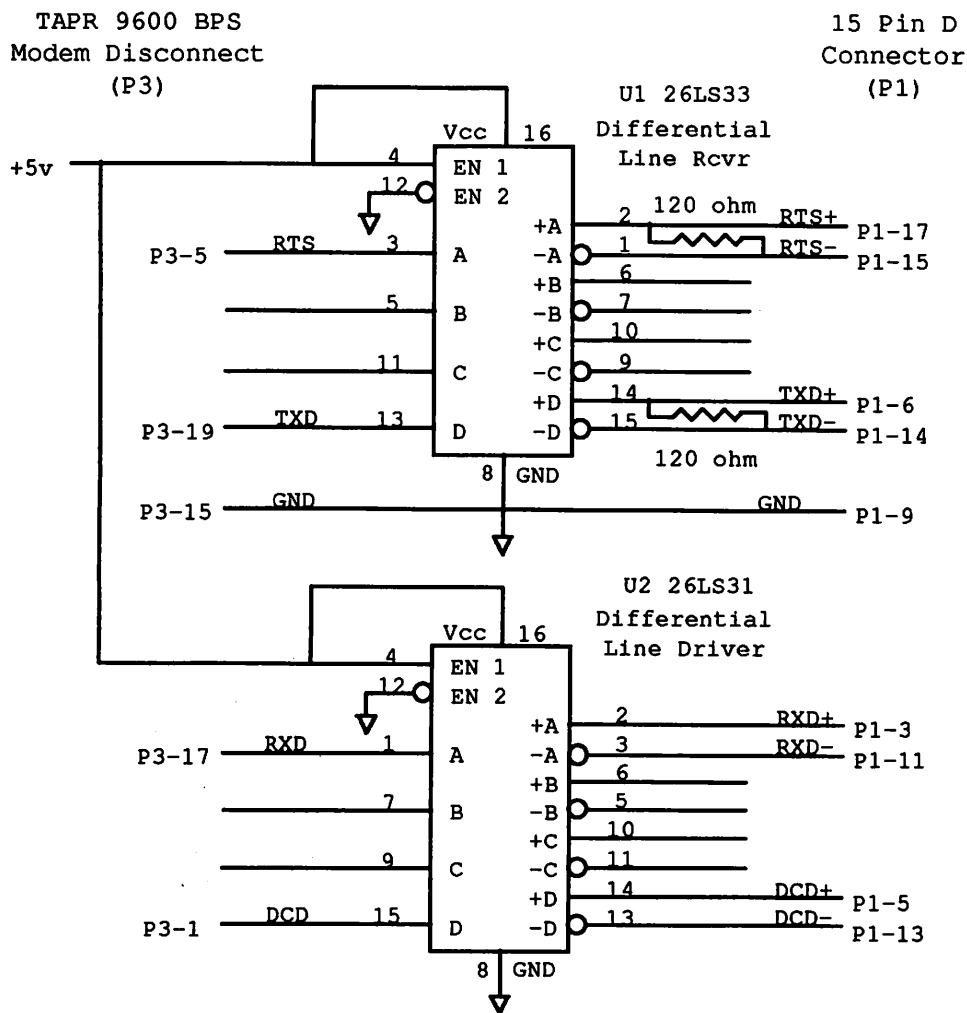 TAPR 9600 BPS
Modem Disconnect
(P3)
15 Pin D
Connector
(P1)
U1 26LS33
Differential
Line Rcvr
Vcc 16
+5v
4 EN 1
12 EN 2
120 ohm
+A 2 RTS+ P1-17
P3-5 RTS 3 A
-A 1 RTS- P1-15
+B 6
5 B
-B 7
+C 10
11 C
-C 9
+D 14 TXD+ P1-6
P3-19 TXD 13 D
-D 15 TXD- P1-14
120 ohm
8 GND
P3-15 GND GND P1-9
U2 26LS31
Differential
Line Driver
Vcc 16
4 EN 1
12 EN 2
+A 2 RXD+ P1-3
P3-17 RXD 1 A
-A 3 RXD- P1-11
+B 6
7 B
-B 5
+C 10
9 C
-C 11
+D 14 DCD+ P1-5
P3-1 DCD 15 D
-D 13 DCD- P1-13
8 GND